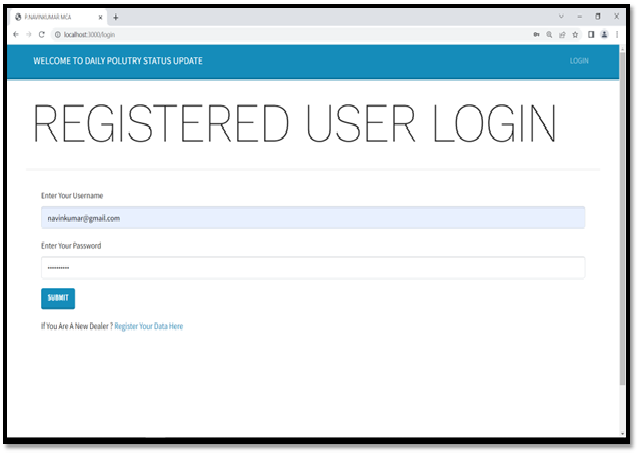 P.NAVINKUMAR MCA
localhost:3000/login
WELCOME TO DAILY POLUTRY STATUS UPDATE
LOGIN
REGISTERED USER LOGIN
Enter Your Username
navinkumar@gmail.com
Enter Your Password
SUBMIT
If You Are A New Dealer ? Register Your Data Here